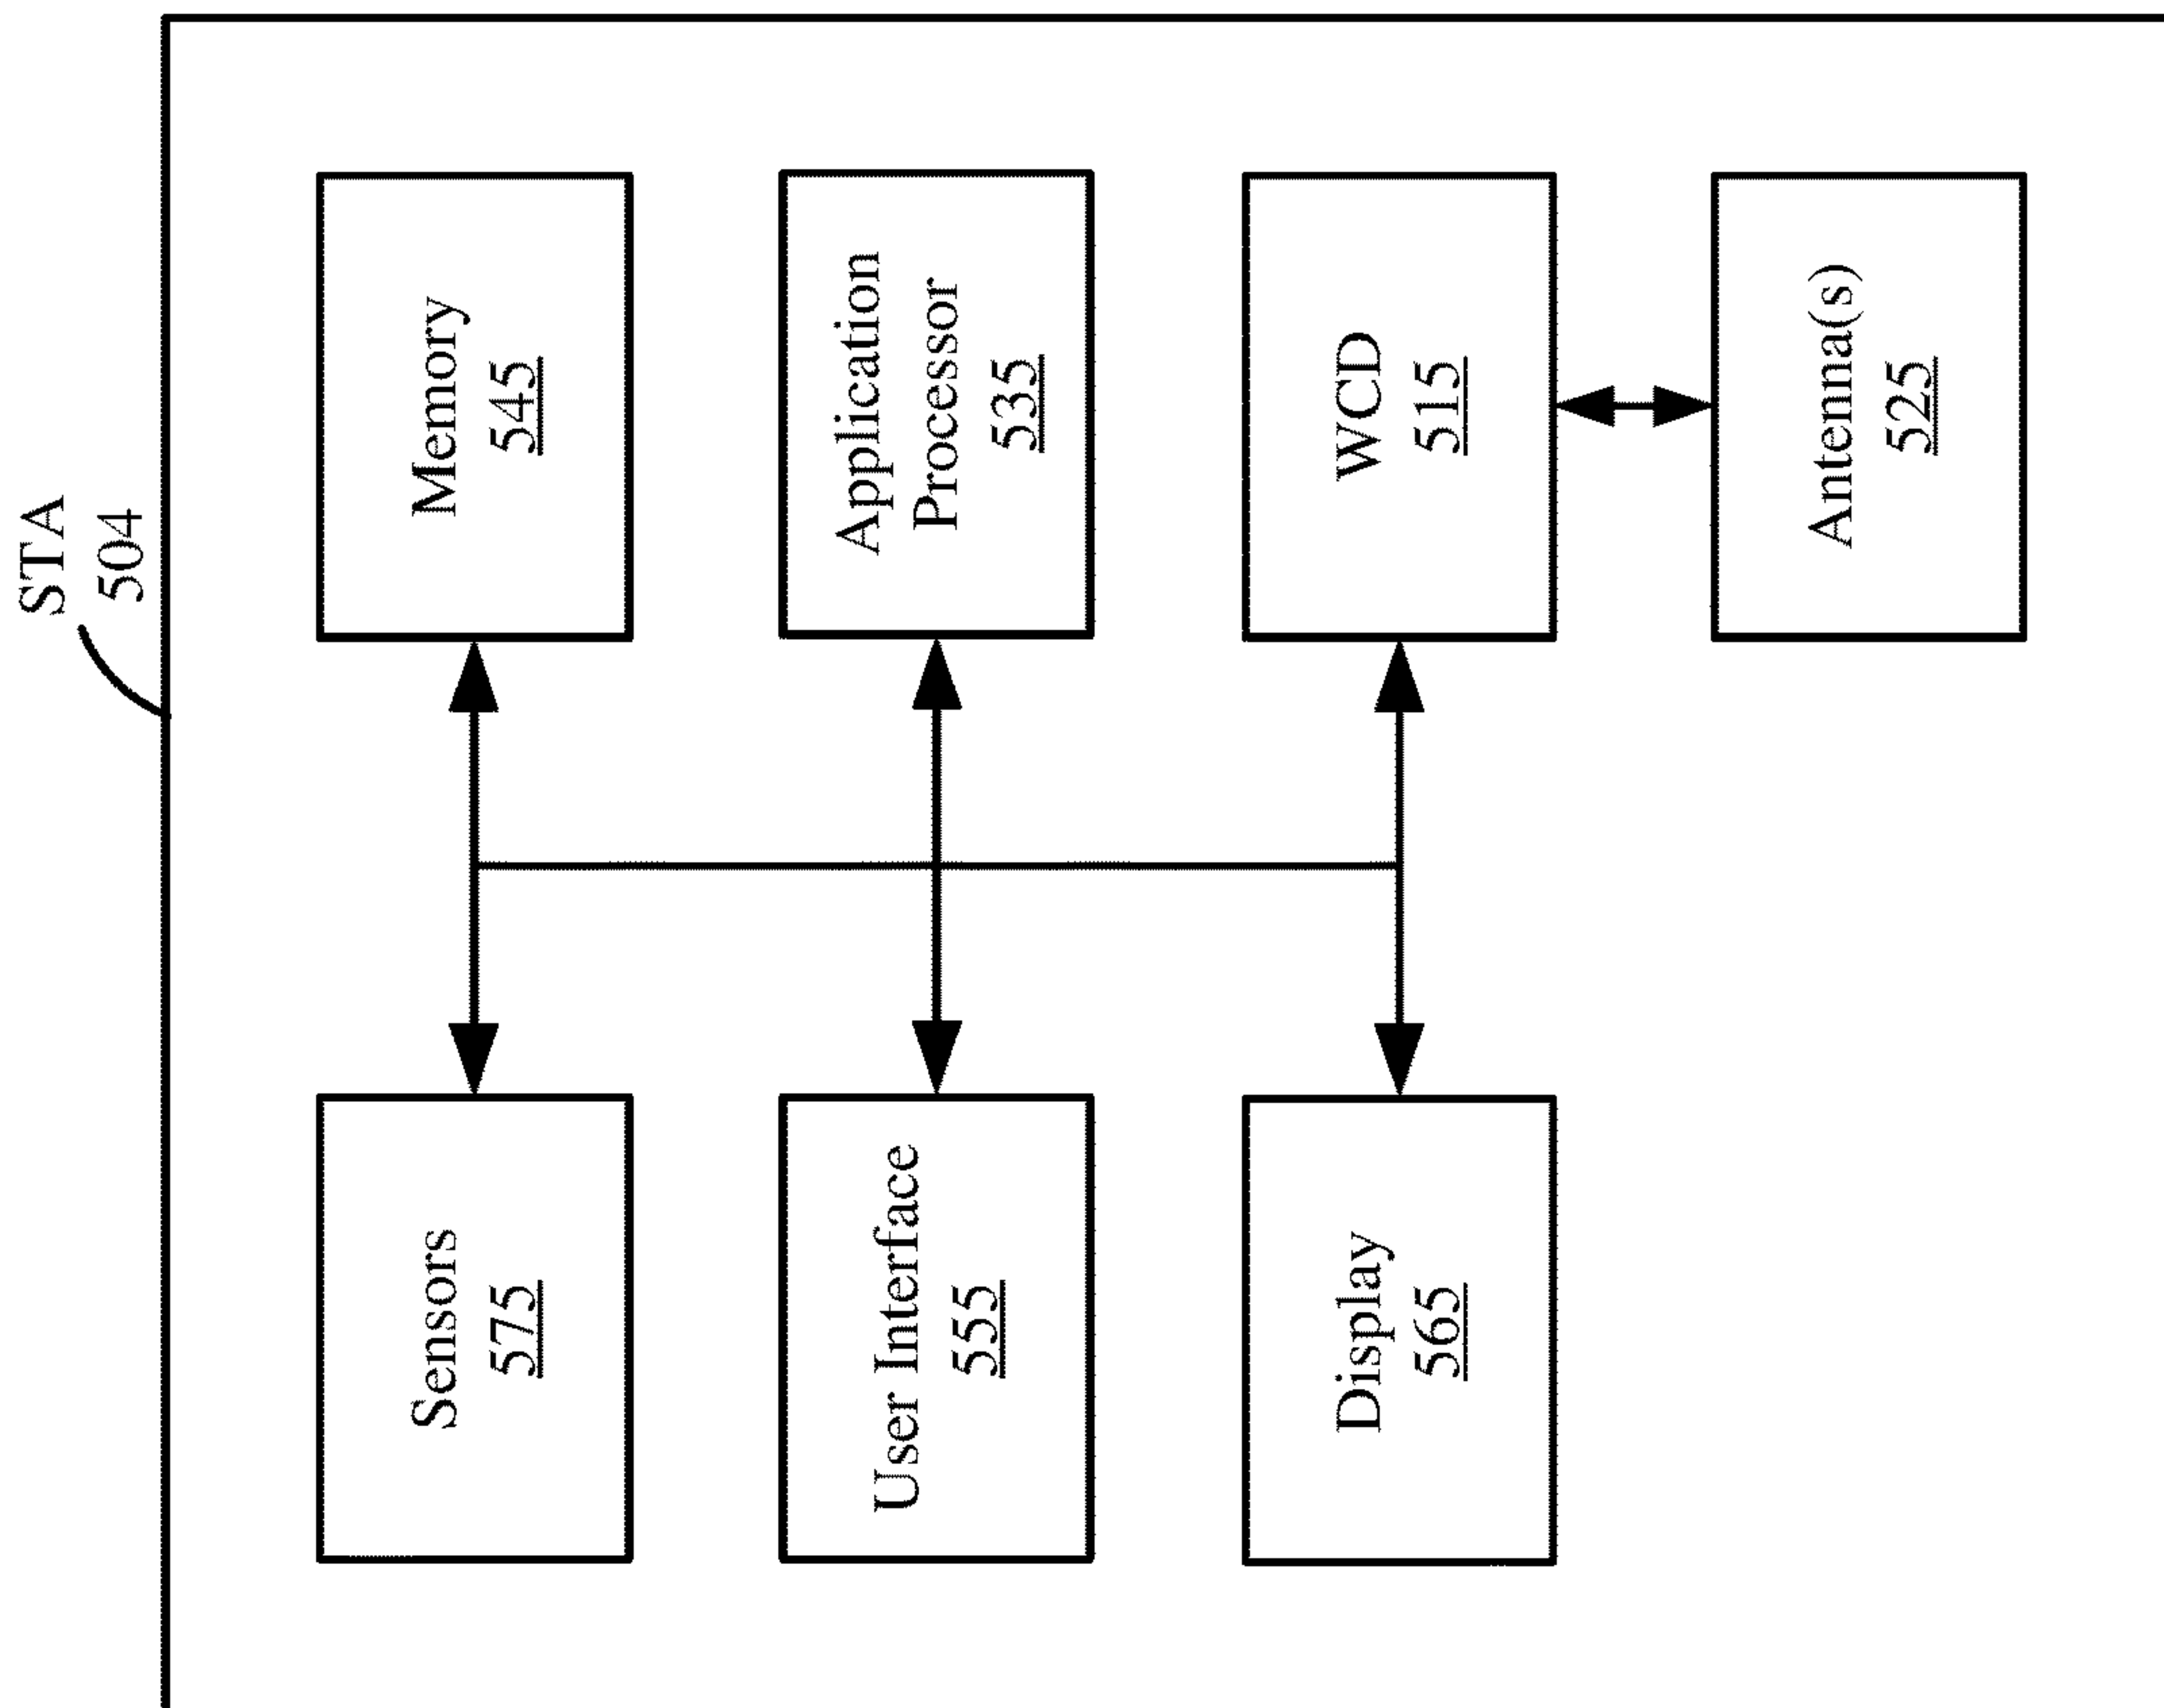 STA
504
Sensors
575
Memory
545
User Interface
555
Application
Processor
535
Display
565
WCD
515
Antenna(s)
525